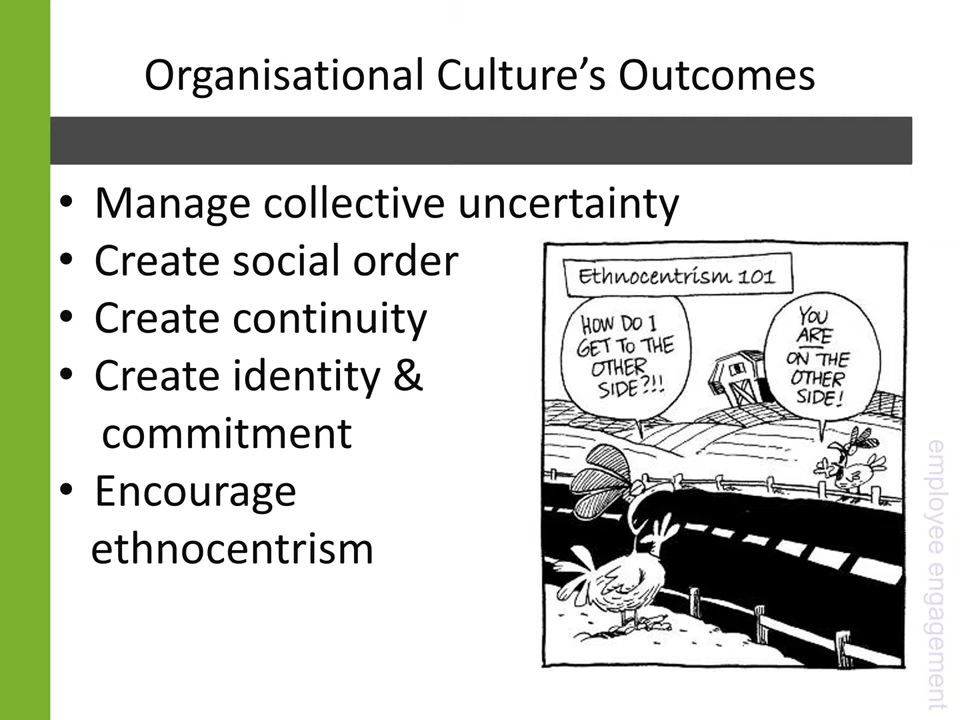 Organisational Culture’s Outcomes
• Manage collective uncertainty
• Create social order
• Create continuity
• Create identity &
commitment
• Encourage
ethnocentrism
Ethnocentrism 101
HOW DO I
GET TO THE
OTHER
SIDE?!!
YOU
ARE
ON THE
OTHER
SIDE!
employee engagement